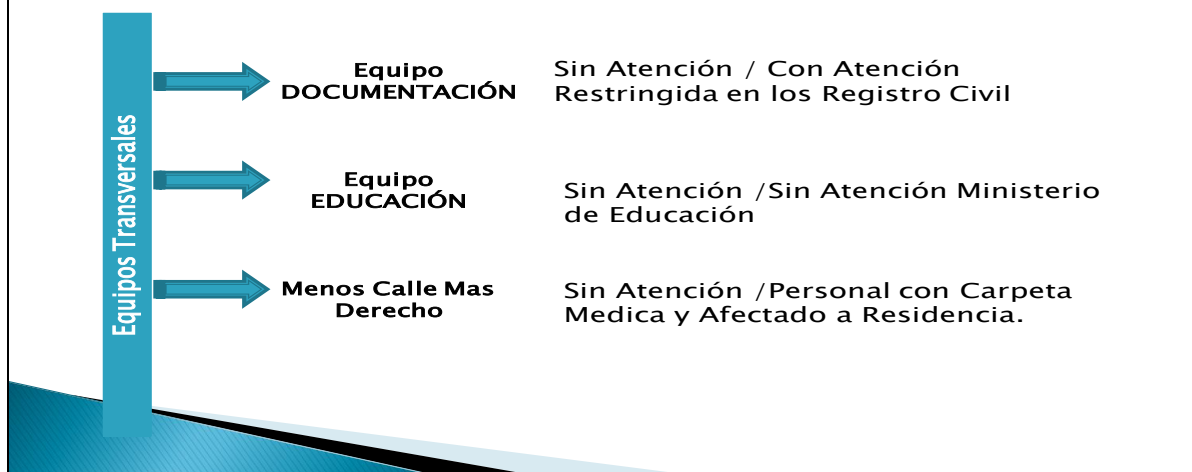 Equipos Transversales
Equipo
DOCUMENTACIÓN
Sin Atención / Con Atención
Restringida en los Registro Civil
Equipo
EDUCACIÓN
Sin Atención /Sin Atención Ministerio
de Educación
Menos Calle Mas
Derecho
Sin Atención /Personal con Carpeta
Medica y Afectado a Residencia.